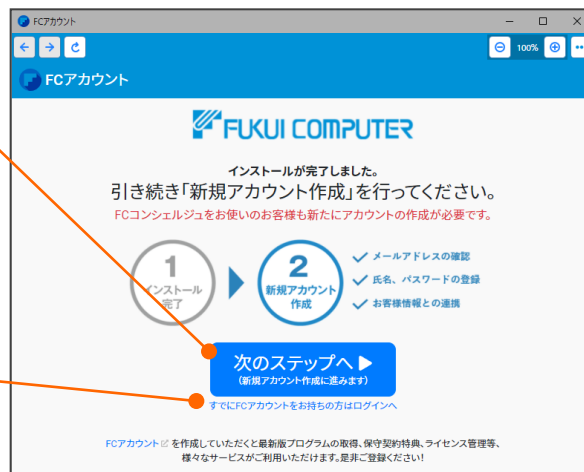 FCアカウント
100%
FCアカウント
FUKUI COMPUTER
インストールが完了しました。
引き続き「新規アカウント作成」を行ってください。
FCコンシェルジュをお使いのお客様も新たにアカウントの作成が必要です。
1
インストール
完了
2
新規アカウント
作成
メールアドレスの確認
氏名、パスワードの登録
お客様情報との連携
次のステップへ
(新規アカウント作成に進みます)
すでにFCアカウントをお持ちの方はログインへ
FCアカウント を作成していただくと最新版プログラムの取得、保守契約特典、ライセンス管理等、
様々なサービスがご利用いただけます。是非ご登録ください!